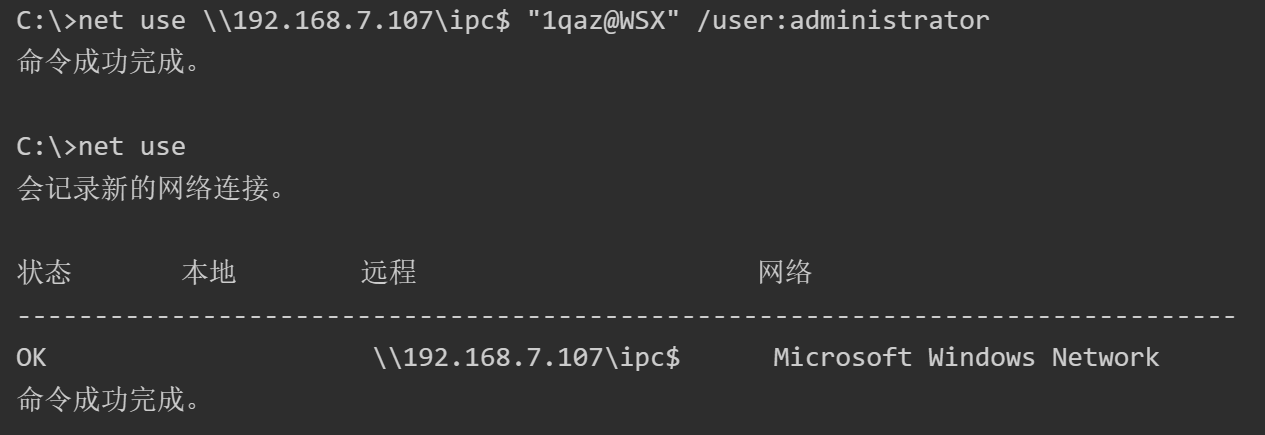 C:\>net use \\192.168.7.107\ipc$ "1qaz@WSX" /user:administrator
命令成功完成。
C:\>net use
会记录新的网络连接。
状态 本地 远程 网络
-------------------------------------------------------------------------------
OK \\192.168.7.107\ipc$ Microsoft Windows Network
命令成功完成。